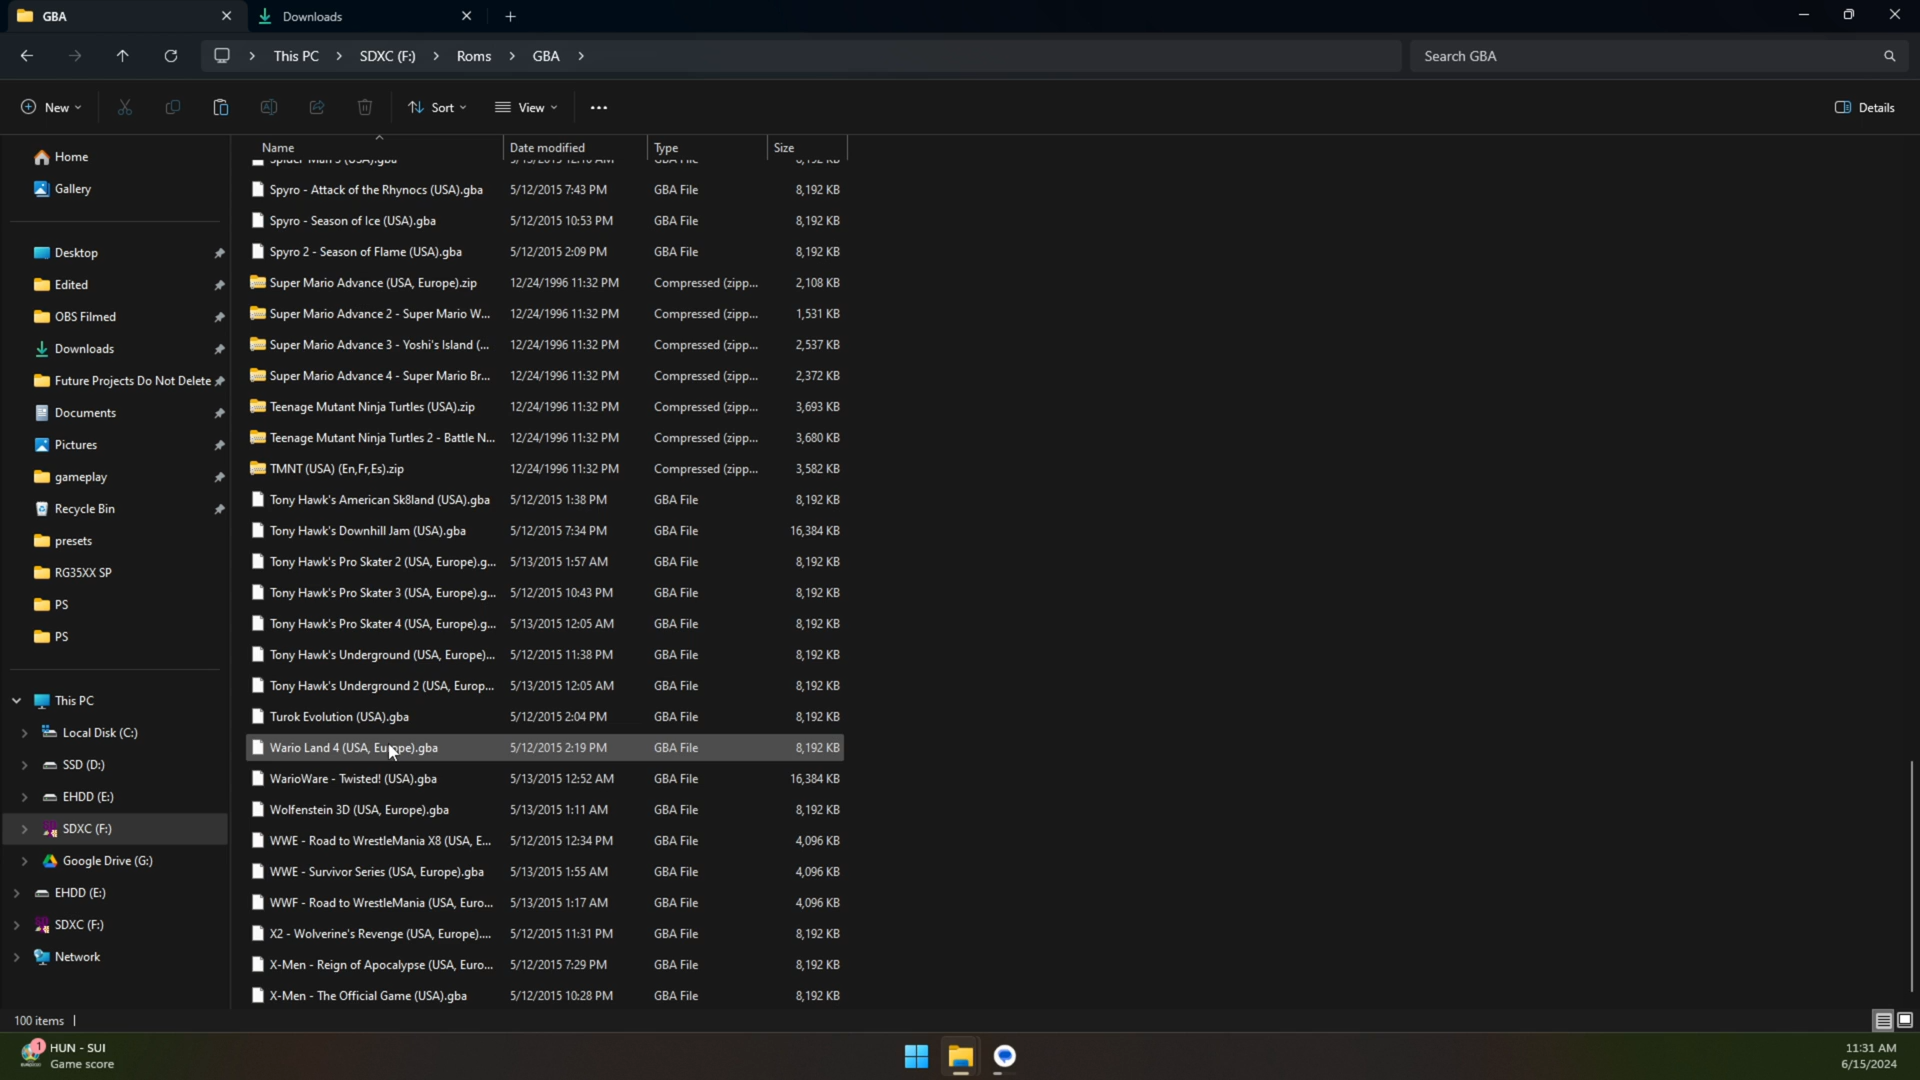 GBA
Downloads
This PC > SDXC (F:) > Roms > GBA >
Search GBA
New
Sort
View
Details
Name
Date modified
Type
Size
Home
Gallery
Desktop
Edited
OBS Filmed
Downloads
Future Projects Do Not Delete
Documents
Pictures
gameplay
Recycle Bin
presets
RG35XX SP
PS
PS
This PC
Local Disk (C:)
SSD (D:)
EHDD (E:)
SDXC (F:)
Google Drive (G:)
EHDD (E:)
SDXC (F:)
Network
Spyro - Attack of the Rhynocs (USA).gba 5/12/2015 7:43 PM GBA File 8,192 KB
Spyro - Season of Ice (USA).gba 5/12/2015 10:53 PM GBA File 8,192 KB
Spyro 2 - Season of Flame (USA).gba 5/12/2015 2:09 PM GBA File 8,192 KB
Super Mario Advance (USA, Europe).zip 12/24/1996 11:32 PM Compressed (zipp... 2,108 KB
Super Mario Advance 2 - Super Mario W... 12/24/1996 11:32 PM Compressed (zipp... 1,531 KB
Super Mario Advance 3 - Yoshi's Island (... 12/24/1996 11:32 PM Compressed (zipp... 2,537 KB
Super Mario Advance 4 - Super Mario Br... 12/24/1996 11:32 PM Compressed (zipp... 2,372 KB
Teenage Mutant Ninja Turtles (USA).zip 12/24/1996 11:32 PM Compressed (zipp... 3,693 KB
Teenage Mutant Ninja Turtles 2 - Battle N... 12/24/1996 11:32 PM Compressed (zipp... 3,680 KB
TMNT (USA) (En,Fr,Es).zip 12/24/1996 11:32 PM Compressed (zipp... 3,582 KB
Tony Hawk's American Sk8land (USA).gba 5/12/2015 1:38 PM GBA File 8,192 KB
Tony Hawk's Downhill Jam (USA).gba 5/12/2015 7:34 PM GBA File 16,384 KB
Tony Hawk's Pro Skater 2 (USA, Europe).g... 5/13/2015 1:57 AM GBA File 8,192 KB
Tony Hawk's Pro Skater 3 (USA, Europe).g... 5/12/2015 10:43 PM GBA File 8,192 KB
Tony Hawk's Pro Skater 4 (USA, Europe).g... 5/13/2015 12:05 AM GBA File 8,192 KB
Tony Hawk's Underground (USA, Europe)... 5/12/2015 11:38 PM GBA File 8,192 KB
Tony Hawk's Underground 2 (USA, Europ... 5/13/2015 12:05 AM GBA File 8,192 KB
Turok Evolution (USA).gba 5/12/2015 2:04 PM GBA File 8,192 KB
Wario Land 4 (USA, Europe).gba 5/12/2015 2:19 PM GBA File 8,192 KB
WarioWare - Twisted! (USA).gba 5/13/2015 12:52 AM GBA File 16,384 KB
Wolfenstein 3D (USA, Europe).gba 5/13/2015 1:11 AM GBA File 8,192 KB
WWE - Road to WrestleMania X8 (USA, E... 5/12/2015 12:34 PM GBA File 4,096 KB
WWE - Survivor Series (USA, Europe).gba 5/13/2015 1:55 AM GBA File 4,096 KB
WWF - Road to WrestleMania (USA, Euro... 5/13/2015 1:17 AM GBA File 4,096 KB
X2 - Wolverine's Revenge (USA, Europe).... 5/12/2015 11:31 PM GBA File 8,192 KB
X-Men - Reign of Apocalypse (USA, Euro... 5/12/2015 7:29 PM GBA File 8,192 KB
X-Men - The Official Game (USA).gba 5/12/2015 10:28 PM GBA File 8,192 KB
100 items
1
HUN - SUI
Game score
11:31 AM
6/15/2024